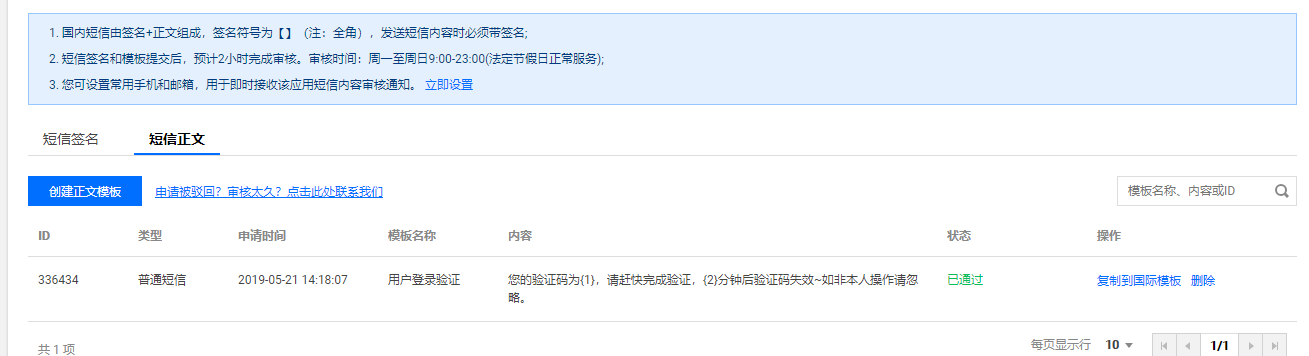 1. 国内短信由签名+正文组成，签名符号为【 】（注：全角），发送短信内容时必须带签名;
2. 短信签名和模板提交后，预计2小时完成审核。审核时间：周一至周日9:00-23:00(法定节假日正常服务);
3. 您可设置常用手机和邮箱，用于即时接收该应用短信内容审核通知。 立即设置
短信签名 短信正文
创建正文模板 申请被驳回？审核太久？点击此处联系我们 模板名称、内容或ID
ID 类型 申请时间 模板名称 内容 状态 操作
336434 普通短信 2019-05-21 14:18:07 用户登录验证 您的验证码为{1}，请赶快完成验证，{2}分钟后验证码失效~如非本人操作请忽 已通过 复制到国际模板 删除
略。
共 1 项 每页显示行 10 1/1